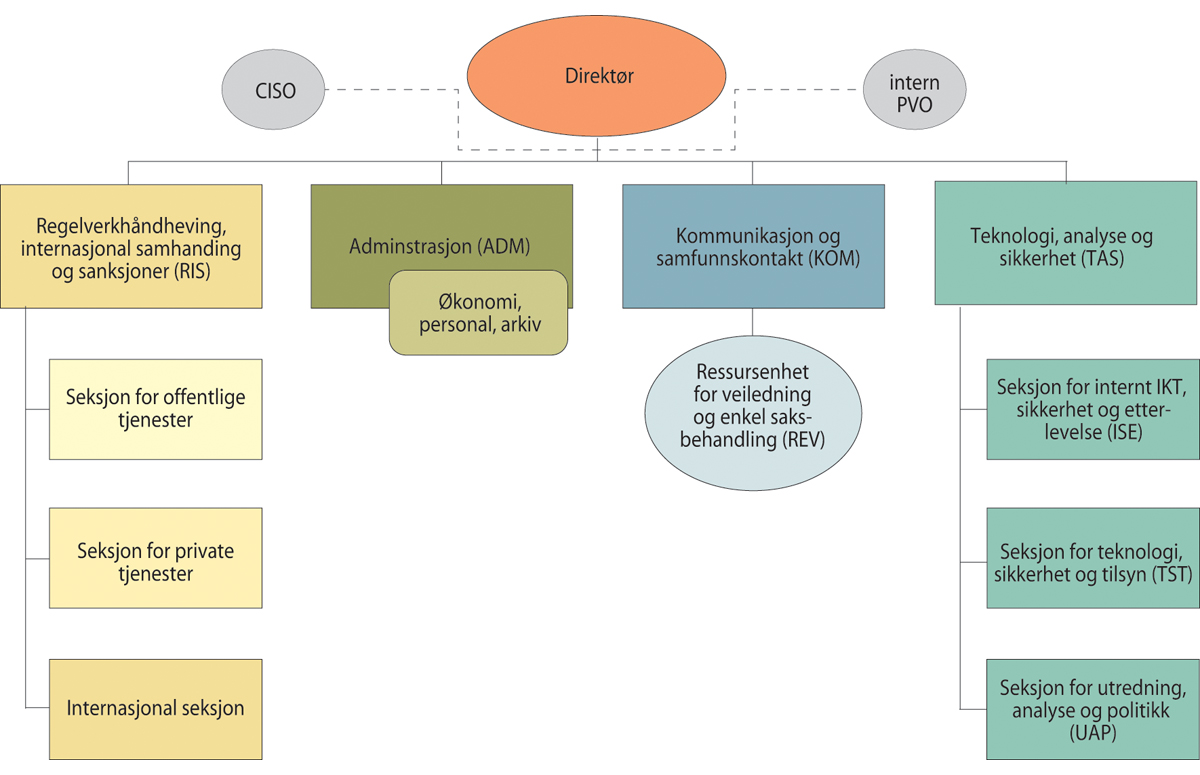 CISO
Direktør
intern
PVO
Regelverkhåndheving,
internasjonal samhanding
og sanksjoner (RIS)
Adminstrasjon (ADM)
Økonomi,
personal, arkiv
Kommunikasjon og
samfunnskontakt (KOM)
Teknologi, analyse og
sikkerhet (TAS)
Seksjon for offentlige
tjenester
Seksjon for private
tjenester
Internasjonal seksjon
Ressursenhet
for veiledning
og enkel saks-
behandling (REV)
Seksjon for internt IKT,
sikkerhet og etter-
levelse (ISE)
Seksjon for teknologi,
sikkerhet og tilsyn (TST)
Seksjon for utredning,
analyse og politikk
(UAP)